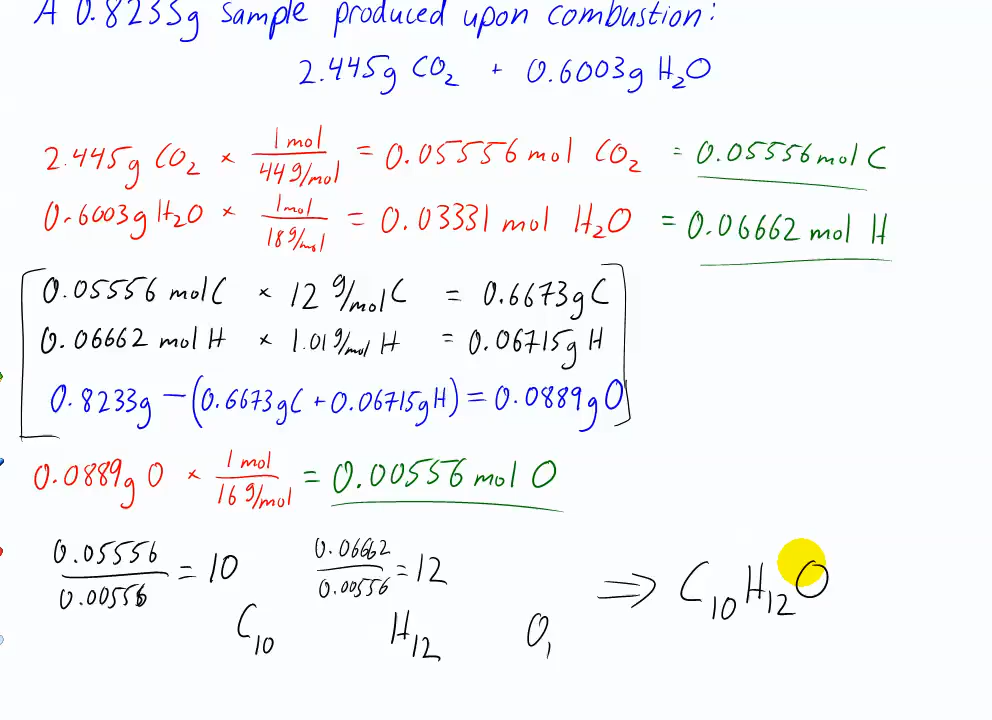 A 0.8233g sample produced upon combustion:
2.445g CO₂ + 0.6003g H₂O
2.445g CO₂ × 1 mol / 44 g/mol = 0.05556 mol CO₂ = 0.05556 mol C
0.6003g H₂O × 1 mol / 18 g/mol = 0.03331 mol H₂O = 0.06662 mol H
0.05556 mol C × 12 g/mol C = 0.6673g C
0.06662 mol H × 1.01 g/mol H = 0.06715g H
0.8233g − (0.6673g C + 0.06715g H) = 0.0889g O
0.0889g O × 1 mol / 16 g/mol = 0.00556 mol O
0.05556 / 0.00556 = 10 0.06662 / 0.00556 = 12 ⇒ C₁₀H₁₂O
C₁₀ H₁₂ O₁